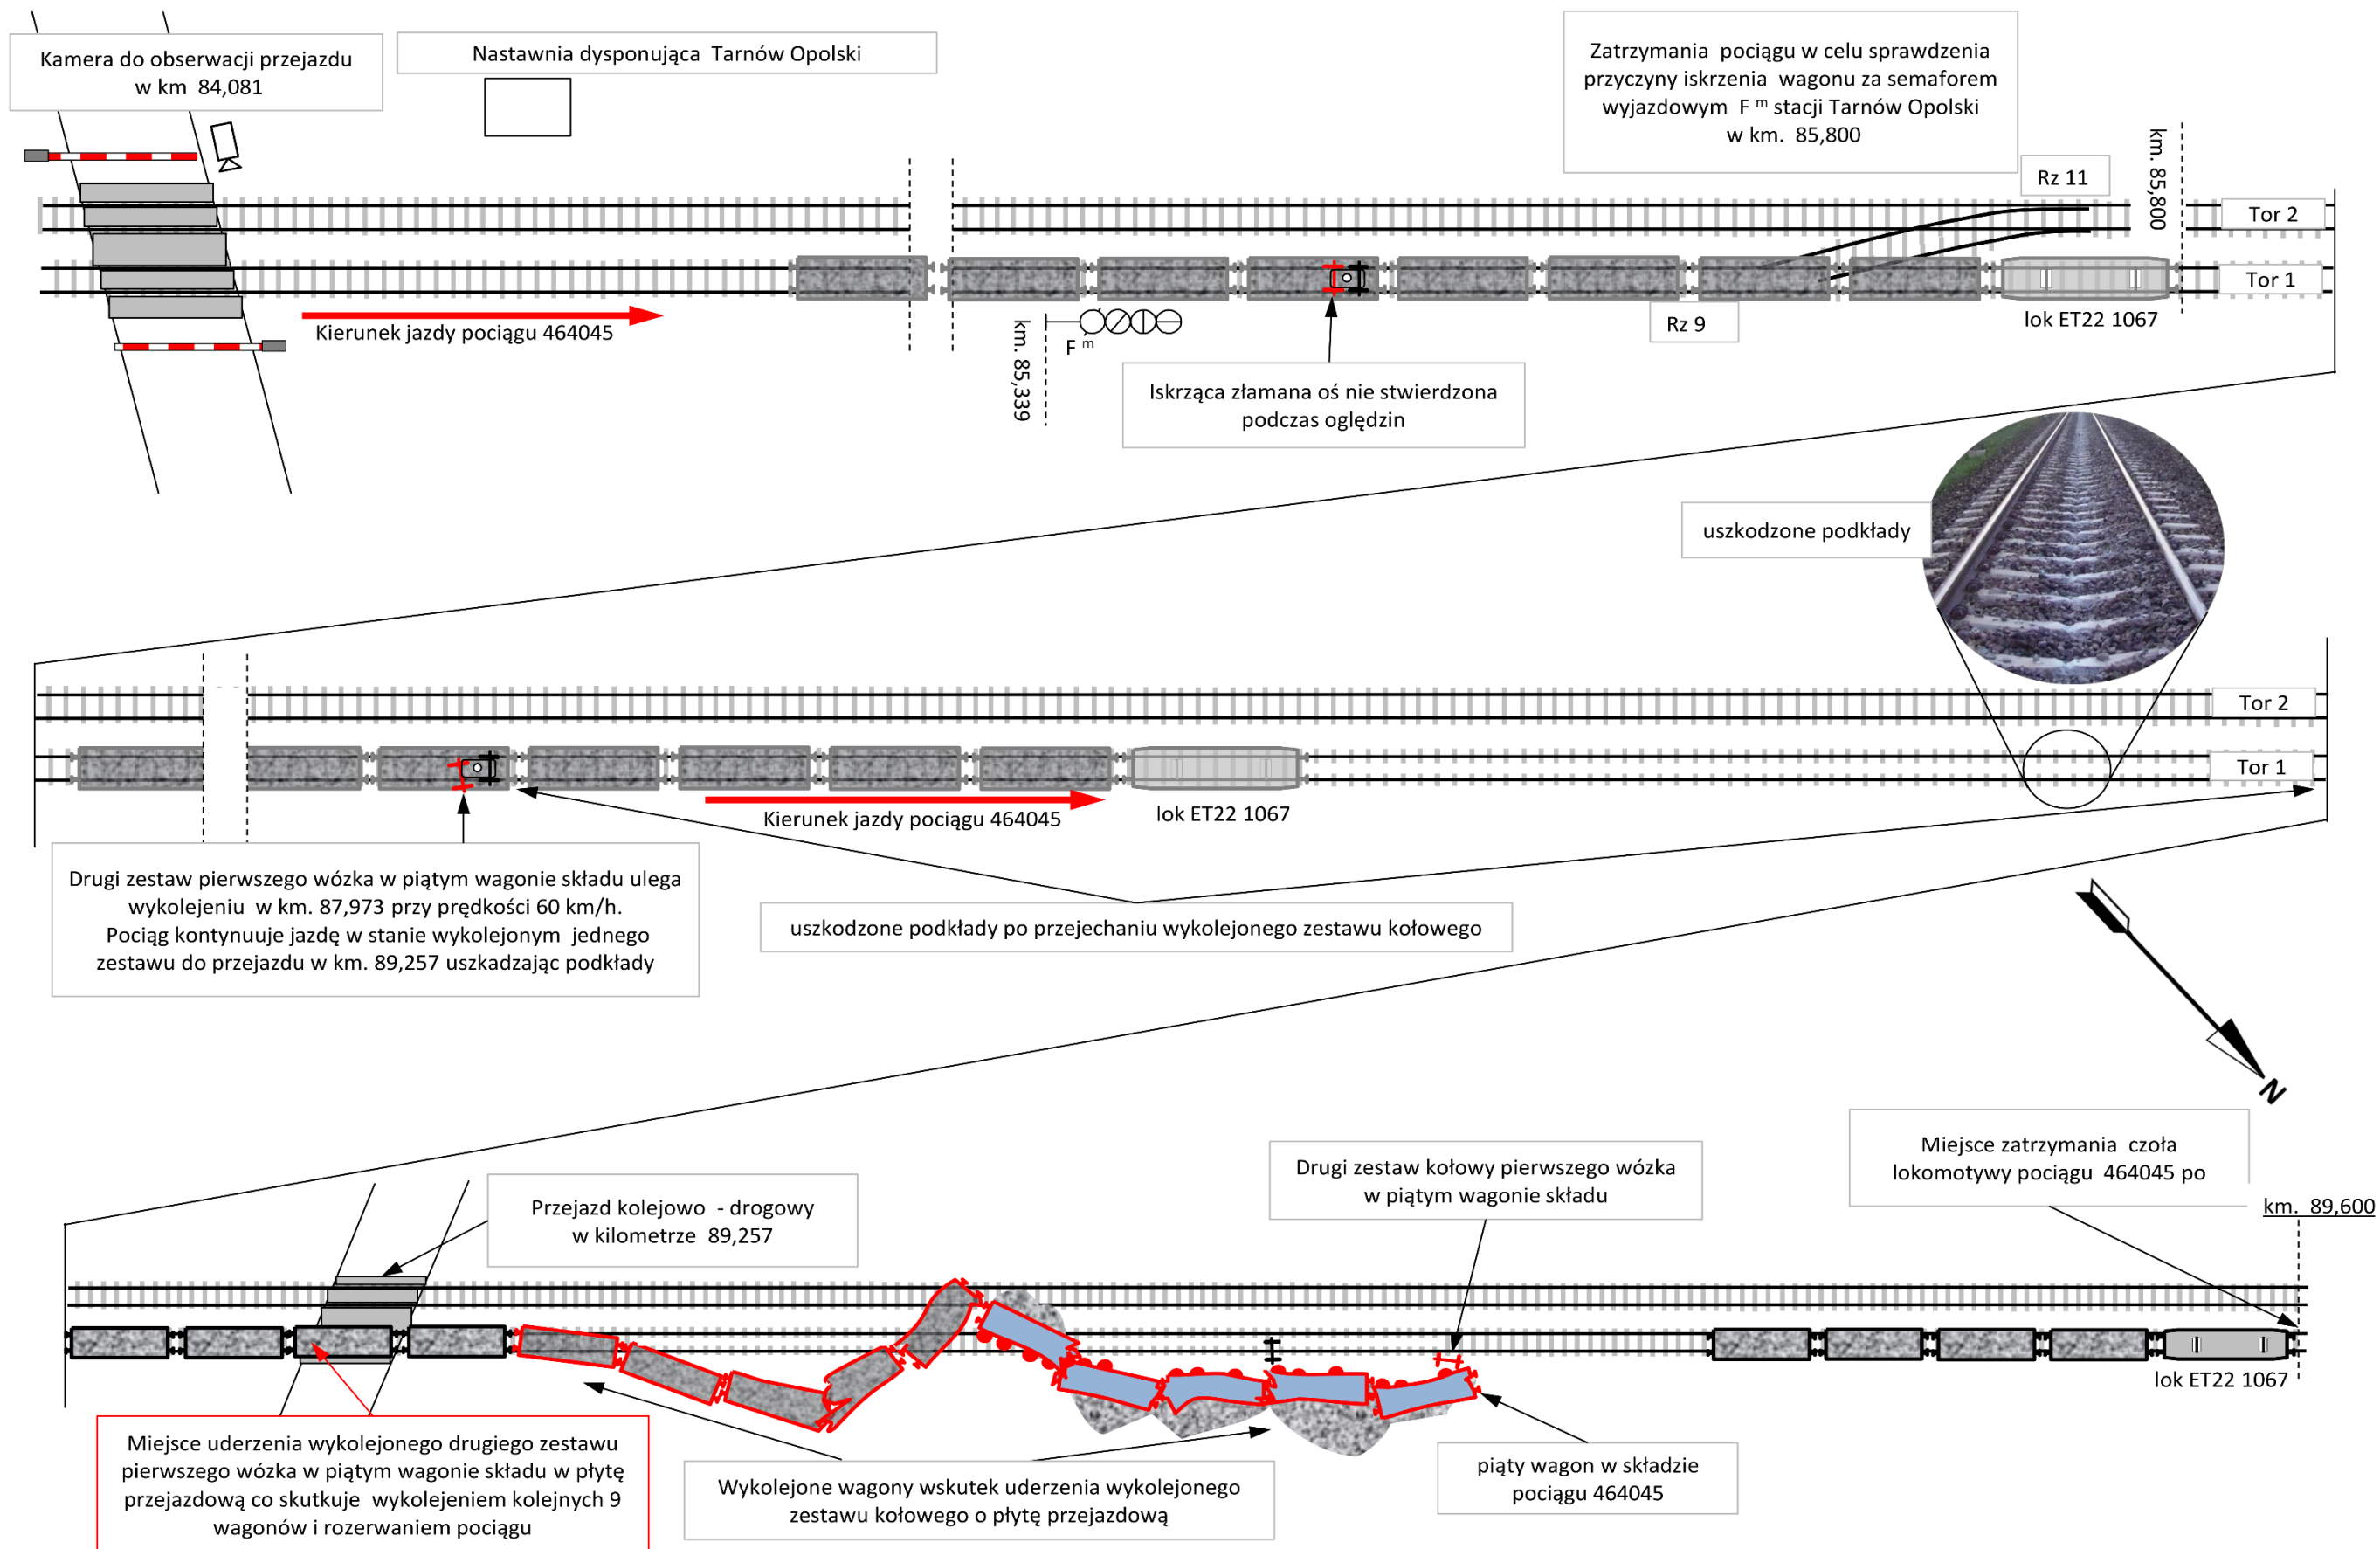 Kamera do obserwacji przejazdu
w km 84,081
Nastawnia dysponująca Tarnów Opolski
Zatrzymania pociągu w celu sprawdzenia
przyczyny iskrzenia wagonu za semaforem
wyjazdowym F m stacji Tarnów Opolski
w km. 85,800
Rz 11
km. 85,800
Tor 2
Tor 1
Kierunek jazdy pociągu 464045
km. 85,339
F m
Rz 9
lok ET22 1067
Iskrząca złamana oś nie stwierdzona
podczas oględzin
uszkodzone podkłady
Tor 2
Tor 1
Kierunek jazdy pociągu 464045
lok ET22 1067
Drugi zestaw pierwszego wózka w piątym wagonie składu ulega
wykolejeniu w km. 87,973 przy prędkości 60 km/h.
Pociąg kontynuuje jazdę w stanie wykolejonym jednego
zestawu do przejazdu w km. 89,257 uszkadzając podkłady
uszkodzone podkłady po przejechaniu wykolejonego zestawu kołowego
N
Przejazd kolejowo - drogowy
w kilometrze 89,257
Drugi zestaw kołowy pierwszego wózka
w piątym wagonie składu
Miejsce zatrzymania czoła
lokomotywy pociągu 464045 po
km. 89,600
lok ET22 1067
Miejsce uderzenia wykolejonego drugiego zestawu
pierwszego wózka w piątym wagonie składu w płytę
przejazdową co skutkuje wykolejeniem kolejnych 9
wagonów i rozerwaniem pociągu
Wykolejone wagony wskutek uderzenia wykolejonego
zestawu kołowego o płytę przejazdową
piąty wagon w składzie
pociągu 464045